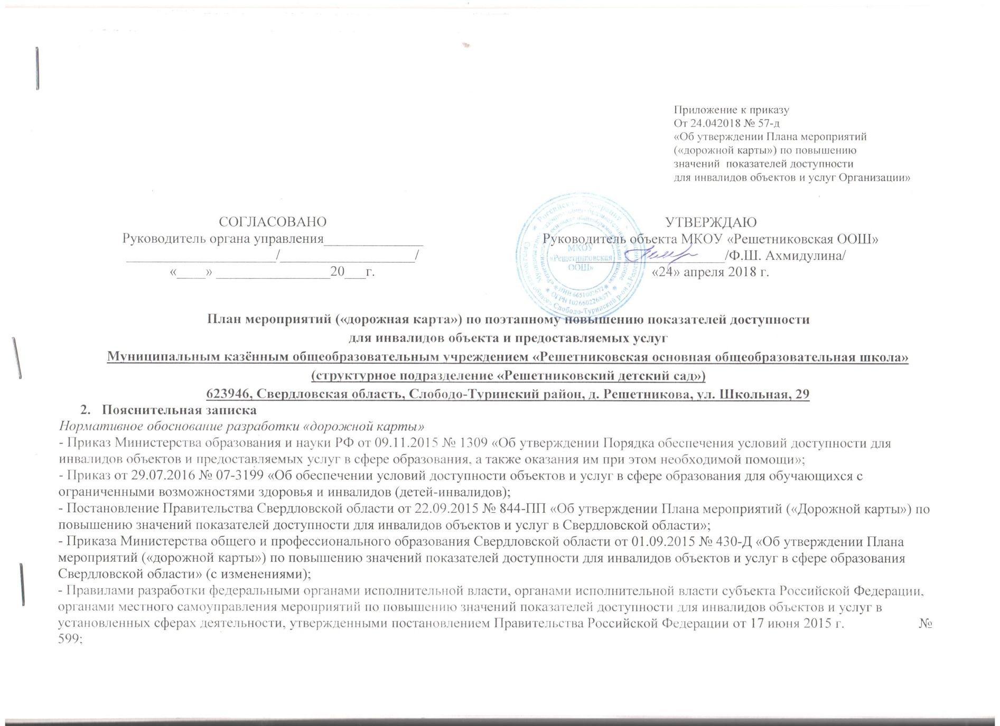 Приложение к приказу
От 24.042018 № 57-д
«Об утверждении Плана мероприятий
(«дорожной карты») по повышению
значений показателей доступности
для инвалидов объектов и услуг Организации»
СОГЛАСОВАНО
Руководитель органа управления_______________
______________________/____________________/
«____» _________________20___г.
УТВЕРЖДАЮ
Руководитель объекта МКОУ «Решетниковская ООШ»
______________________/Ф.Ш. Ахмидулина/
«24» апреля 2018 г.
МКОУ
«Решетниковская
ООШ»
План мероприятий («дорожная карта») по поэтапному повышению показателей доступности
для инвалидов объекта и предоставляемых услуг
Муниципальным казённым общеобразовательным учреждением «Решетниковская основная общеобразовательная школа»
(структурное подразделение «Решетниковский детский сад»)
623946, Свердловская область, Слободо-Туринский район, д. Решетникова, ул. Школьная, 29
2. Пояснительная записка
Нормативное обоснование разработки «дорожной карты»
- Приказ Министерства образования и науки РФ от 09.11.2015 № 1309 «Об утверждении Порядка обеспечения условий доступности для
инвалидов объектов и предоставляемых услуг в сфере образования, а также оказания им при этом необходимой помощи»;
- Приказ от 29.07.2016 № 07-3199 «Об обеспечении условий доступности объектов и услуг в сфере образования для обучающихся с
ограниченными возможностями здоровья и инвалидов (детей-инвалидов);
- Постановление Правительства Свердловской области от 22.09.2015 № 844-ПП «Об утверждении Плана мероприятий («Дорожной карты») по
повышению значений показателей доступности для инвалидов объектов и услуг в Свердловской области»;
- Приказа Министерства общего и профессионального образования Свердловской области от 01.09.2015 № 430-Д «Об утверждении Плана
мероприятий («дорожной карты») по повышению значений показателей доступности для инвалидов объектов и услуг в сфере образования
Свердловской области» (с изменениями);
- Правилами разработки федеральными органами исполнительной власти, органами исполнительной власти субъекта Российской Федерации,
органами местного самоуправления мероприятий по повышению значений показателей доступности для инвалидов объектов и услуг в
установленных сферах деятельности, утвержденными постановлением Правительства Российской Федерации от 17 июня 2015 г. №
599;